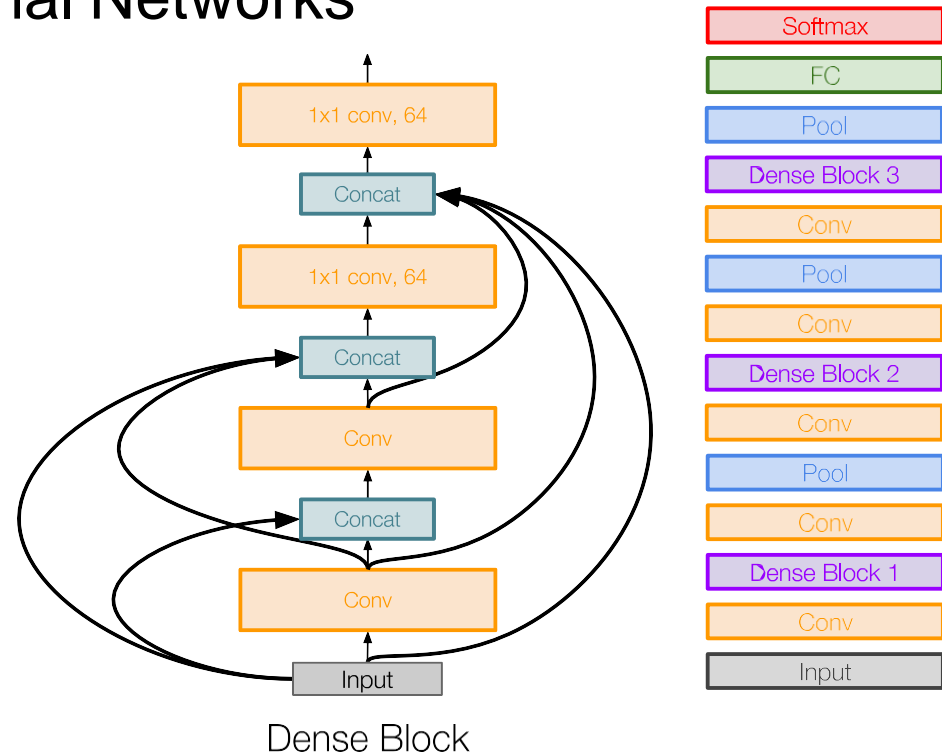 nal Networks
1x1 conv, 64
Concat
1x1 conv, 64
Concat
Conv
Concat
Conv
Input
Dense Block
Softmax
FC
Pool
Dense Block 3
Conv
Pool
Conv
Dense Block 2
Conv
Pool
Conv
Dense Block 1
Conv
Input